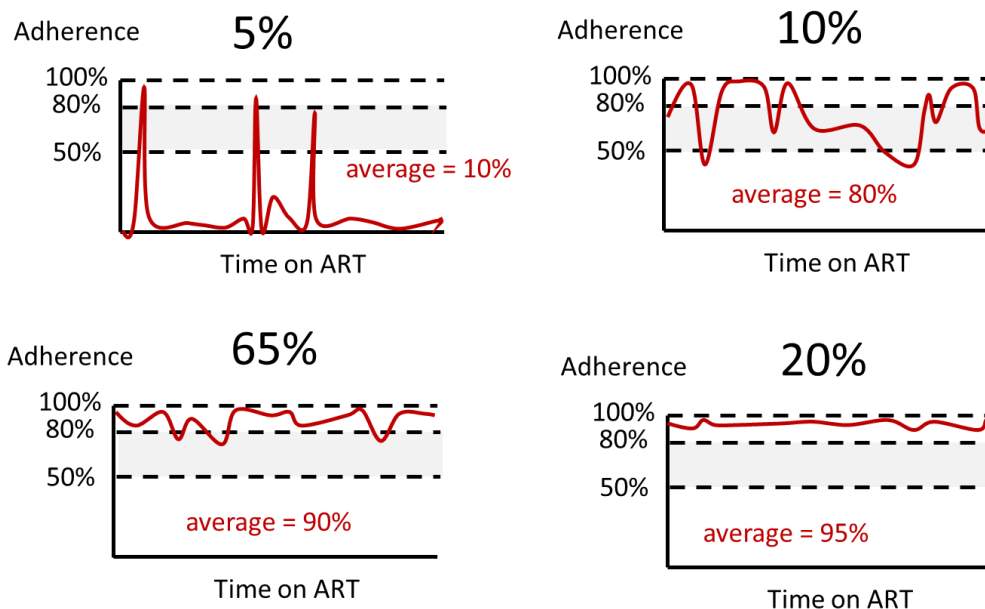 Adherence 5%
100%
80%
50%
average = 10%
Time on ART
Adherence 10%
100%
80%
50%
average = 80%
Time on ART
Adherence 65%
100%
80%
50%
average = 90%
Time on ART
Adherence 20%
100%
80%
50%
average = 95%
Time on ART